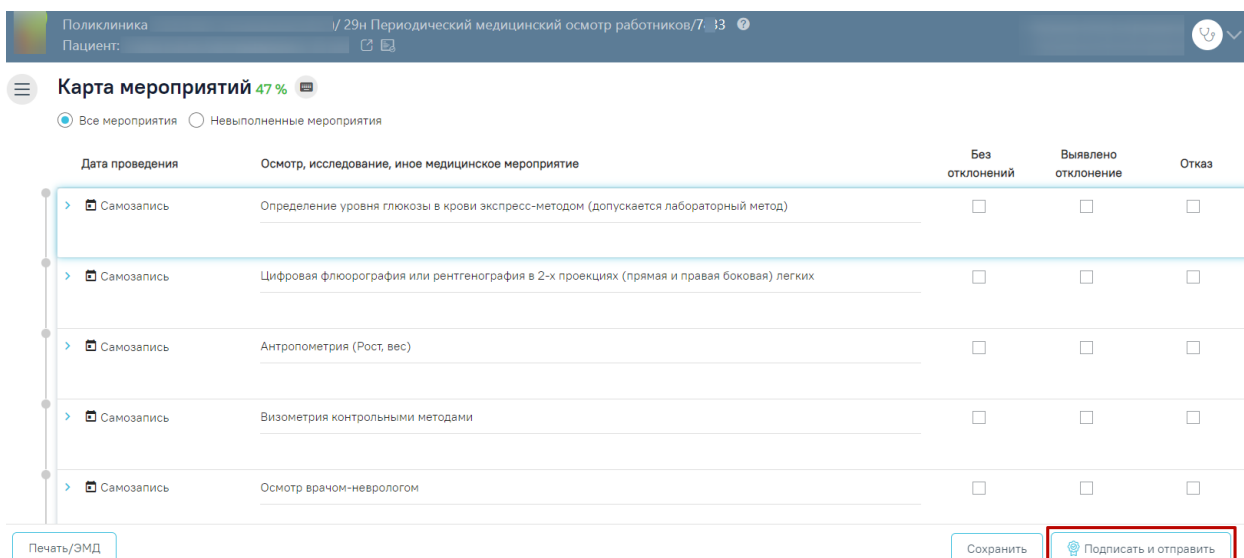 Поликлиника / 29н Периодический медицинский осмотр работников/7 33
Пациент:
Карта мероприятий 47 %
Все мероприятия Невыполненные мероприятия
Дата проведения Осмотр, исследование, иное медицинское мероприятие Без отклонений Выявлено отклонение Отказ
Самозапись Определение уровня глюкозы в крови экспресс-методом (допускается лабораторный метод)
Самозапись Цифровая флюорография или рентгенография в 2-х проекциях (прямая и правая боковая) легких
Самозапись Антропометрия (Рост, вес)
Самозапись Визометрия контрольными методами
Самозапись Осмотр врачом-неврологом
Печать/ЭМД Сохранить Подписать и отправить